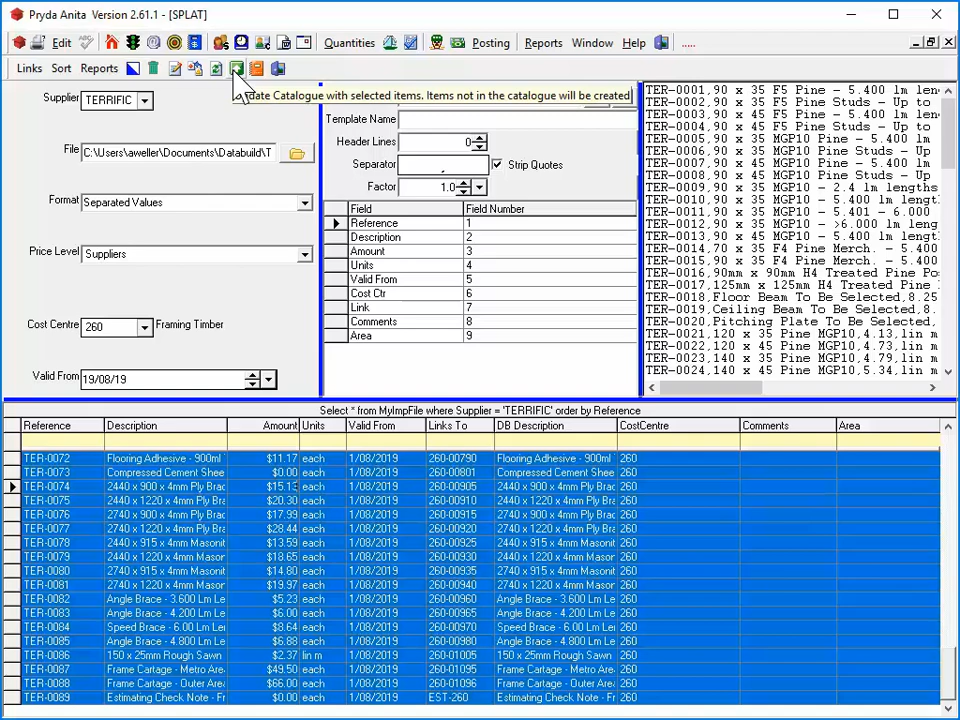 Pryda Anita Version 2.61.1 - [SPLAT]
Edit Quantities Posting Reports Window Help .....
Links Sort Reports
date Catalogue with selected items. Items not in the catalogue will be created
Supplier TERRIFIC
File C:\Users\aweller\Documents\Databuild\T
Format Separated Values
Price Level Suppliers
Cost Centre 260 Framing Timber
Valid From 19/08/19
Template Name
Header Lines 0
Separator , Strip Quotes
Factor 1.0
Field Field Number
Reference 1
Description 2
Amount 3
Units 4
Valid From 5
Cost Ctr 6
Link 7
Comments 8
Area 9
TER-0001,90 x 35 F5 Pine - 5.400 lm len
TER-0002,90 x 35 F5 Pine Studs - Up to
TER-0003,90 x 45 F5 Pine - 5.400 lm len
TER-0004,90 x 45 F5 Pine Studs - Up to
TER-0005,90 x 35 MGP10 Pine - 5.400 lm
TER-0006,90 x 35 MGP10 Pine Studs - Up
TER-0007,90 x 45 MGP10 Pine - 5.400 lm
TER-0008,90 x 45 MGP10 Pine Studs - Up
TER-0009,90 x 35 MGP10 - 2.4 lm lengths
TER-0010,90 x 35 MGP10 - 5.400 lm lengt
TER-0011,90 x 35 MGP10 - 5.401 - 6.000
TER-0012,90 x 35 MGP10 - >6.000 lm leng
TER-0013,90 x 45 MGP10 - 5.400 lm lengt
TER-0014,70 x 35 F4 Pine Merch. - 5.400
TER-0015,90 x 35 F4 Pine Merch. - 5.400
TER-0016,90mm x 90mm H4 Treated Pine Po
TER-0017,125mm x 125mm H4 Treated Pine
TER-0018,Floor Beam To Be Selected,8.25
TER-0019,Ceiling Beam To Be Selected,8.
TER-0020,Pitching Plate To Be Selected,
TER-0021,120 x 35 Pine MGP10,4.13,lin m
TER-0022,120 x 45 Pine MGP10,4.73,lin m
TER-0023,140 x 35 Pine MGP10,4.79,lin m
TER-0024,140 x 45 Pine MGP10,5.34,lin m
Select * from MyImpFile where Supplier = 'TERRIFIC' order by Reference
Reference Description Amount Units Valid From Links To DB Description CostCentre Comments Area
TER-0072 Flooring Adhesive - 900ml $11.17 each 1/08/2019 260-00790 Flooring Adhesive - 900ml 260
TER-0073 Compressed Cement Shee $0.00 each 1/08/2019 260-00801 Compressed Cement Shee 260
TER-0074 2440 x 900 x 4mm Ply Brac $15.13 each 1/08/2019 260-00905 2440 x 900 x 4mm Ply Brac 260
TER-0075 2440 x 1220 x 4mm Ply Bra $20.30 each 1/08/2019 260-00910 2440 x 1220 x 4mm Ply Bra 260
TER-0076 2740 x 900 x 4mm Ply Brac $17.99 each 1/08/2019 260-00915 2740 x 900 x 4mm Ply Brac 260
TER-0077 2740 x 1220 x 4mm Ply Bra $28.44 each 1/08/2019 260-00920 2740 x 1220 x 4mm Ply Bra 260
TER-0078 2440 x 915 x 4mm Masonit $13.59 each 1/08/2019 260-00925 2440 x 915 x 4mm Masonit 260
TER-0079 2440 x 1220 x 4mm Masor $18.65 each 1/08/2019 260-00930 2440 x 1220 x 4mm Masor 260
TER-0080 2740 x 915 x 4mm Masonit $14.80 each 1/08/2019 260-00935 2740 x 915 x 4mm Masonit 260
TER-0081 2740 x 1220 x 4mm Masor $19.97 each 1/08/2019 260-00940 2740 x 1220 x 4mm Masor 260
TER-0082 Angle Brace - 3.600 Lm Le $5.23 each 1/08/2019 260-00960 Angle Brace - 3.600 Lm Le 260
TER-0083 Angle Brace - 4.200 Lm Le $6.00 each 1/08/2019 260-00965 Angle Brace - 4.200 Lm Le 260
TER-0084 Speed Brace - 6.00 Lm Ler $8.64 each 1/08/2019 260-00970 Speed Brace - 6.00 Lm Ler 260
TER-0085 Angle Brace - 4.800 Lm Le $6.88 each 1/08/2019 260-00980 Angle Brace - 4.800 Lm Le 260
TER-0086 150 x 25mm Rough Sawn $2.37 lin m 1/08/2019 260-01005 150 x 25mm Rough Sawn 260
TER-0087 Frame Cartage - Metro Area $49.50 each 1/08/2019 260-01095 Frame Cartage - Metro Area 260
TER-0088 Frame Cartage - Outer Area $66.00 each 1/08/2019 260-01096 Frame Cartage - Outer Area 260
TER-0089 Estimating Check Note - Fr $0.00 each 1/08/2019 EST-260 Estimating Check Note - Fr 260